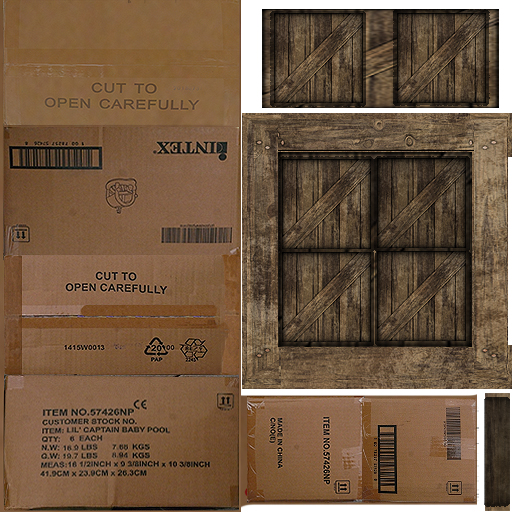 CUT TO
OPEN CAREFULLY
INTEX
CUT TO
OPEN CAREFULLY
1415W0013
20
PAP
ITEM NO.57426NP CE
CUSTOMER STOCK NO.
ITEM: LIL' CAPTAIN BABY POOL
QTY: 6 EACH
N.W: 16.9 LBS 7.68 KGS
G.W: 19.7 LBS 8.94 KGS
MEAS:16 1/2INCH x 9 3/8INCH x 10 3/8INCH
41.9CM x 23.9CM x 26.3CM
MADE IN CHINA
ITEM NO.57426NP